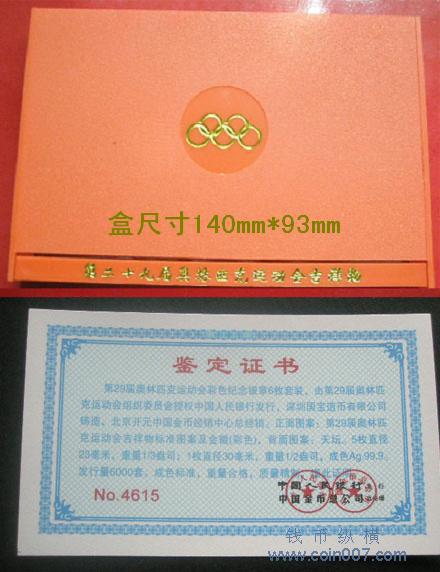 盒尺寸140mm*93mm
第二十九届奥林匹克运动会吉祥物
鉴定证书
第29届奥林匹克运动会彩色纪念银章6枚套装，由第29届奥林匹
克运动会组织委员会授权中国人民银行发行，深圳国宝造币有限公司
铸造，北京开元中国金币经销中心总经销，正面图案：第29届奥林匹
克运动会吉祥物标准图案及金饿(彩色)，背面图案：天坛，5枚直径
23毫米，重量1/3盎司；1枚直径30毫米，重量1/2盎司，成色Ag.99.9，
发行量6000套，成色标准，重量合格，质量精美，特此证明
中国人民银行
No.4615
中国金币总公司
钱币纵横
www.coin007.com